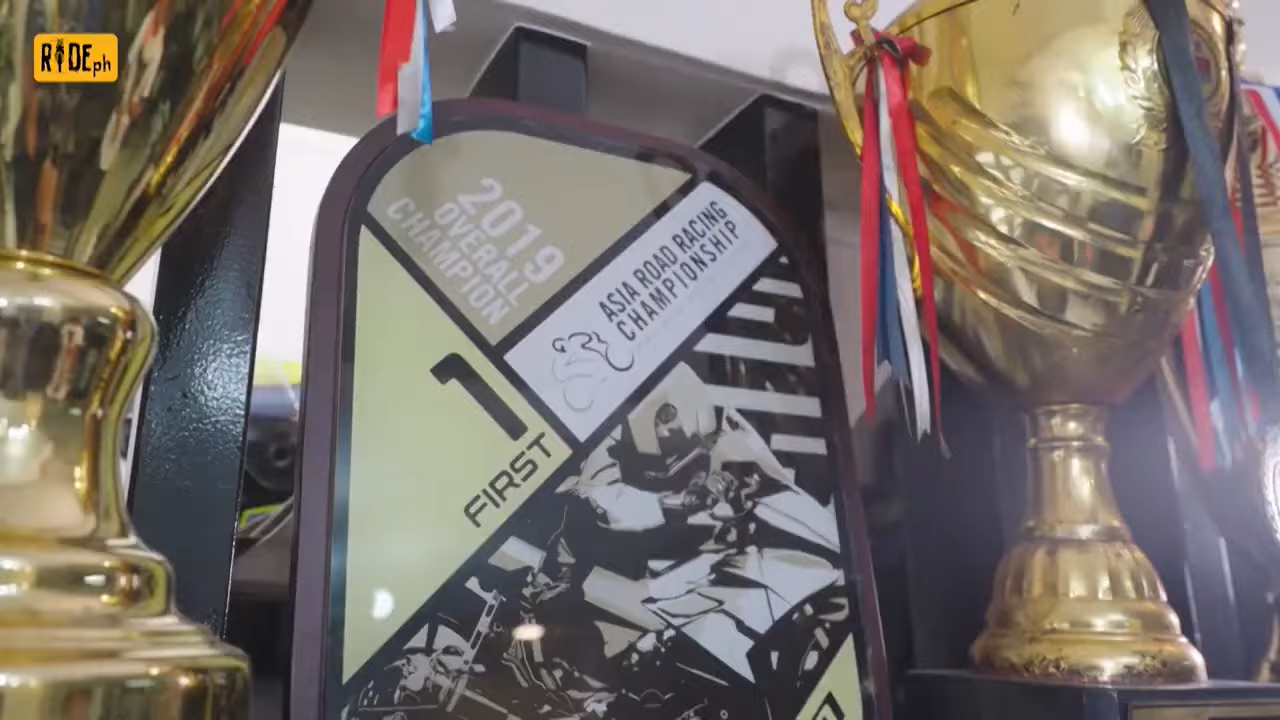 RIDEph
2019
OVERALL
CHAMPION
ASIA ROAD RACING
CHAMPIONSHIP
1
FIRST